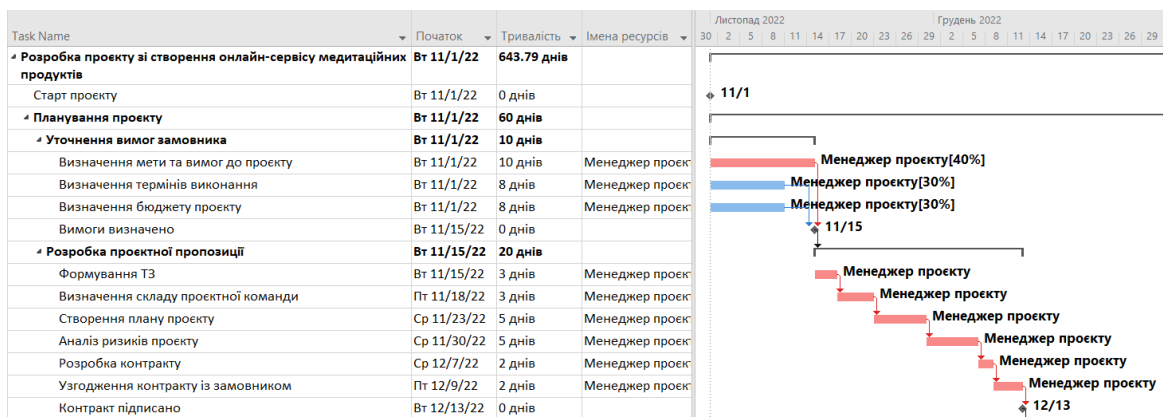 Листопад 2022 Грудень 2022
Task Name Початок Тривалість Імена ресурсів 30 2 5 8 11 14 17 20 23 26 29 2 5 8 11 14 17 20 23 26 29
Розробка проєкту зі створення онлайн-сервісу медитаційних Вт 11/1/22 643.79 днів
продуктів
Старт проєкту Вт 11/1/22 0 днів 11/1
Планування проєкту Вт 11/1/22 60 днів
Уточнення вимог замовника Вт 11/1/22 10 днів
Визначення мети та вимог до проєкту Вт 11/1/22 10 днів Менеджер проєкт Менеджер проєкту[40%]
Визначення термінів виконання Вт 11/1/22 8 днів Менеджер проєкт Менеджер проєкту[30%]
Визначення бюджету проєкту Вт 11/1/22 8 днів Менеджер проєкт Менеджер проєкту[30%]
Вимоги визначено Вт 11/15/22 0 днів 11/15
Розробка проєктної пропозиції Вт 11/15/22 20 днів
Формування ТЗ Вт 11/15/22 3 днів Менеджер проєкт Менеджер проєкту
Визначення складу проєктної команди Пт 11/18/22 3 днів Менеджер проєкт Менеджер проєкту
Створення плану проєкту Ср 11/23/22 5 днів Менеджер проєкт Менеджер проєкту
Аналіз ризиків проєкту Ср 11/30/22 5 днів Менеджер проєкт Менеджер проєкту
Розробка контракту Ср 12/7/22 2 днів Менеджер проєкт Менеджер проєкту
Узгодження контракту із замовником Пт 12/9/22 2 днів Менеджер проєкт Менеджер проєкту
Контракт підписано Вт 12/13/22 0 днів 12/13